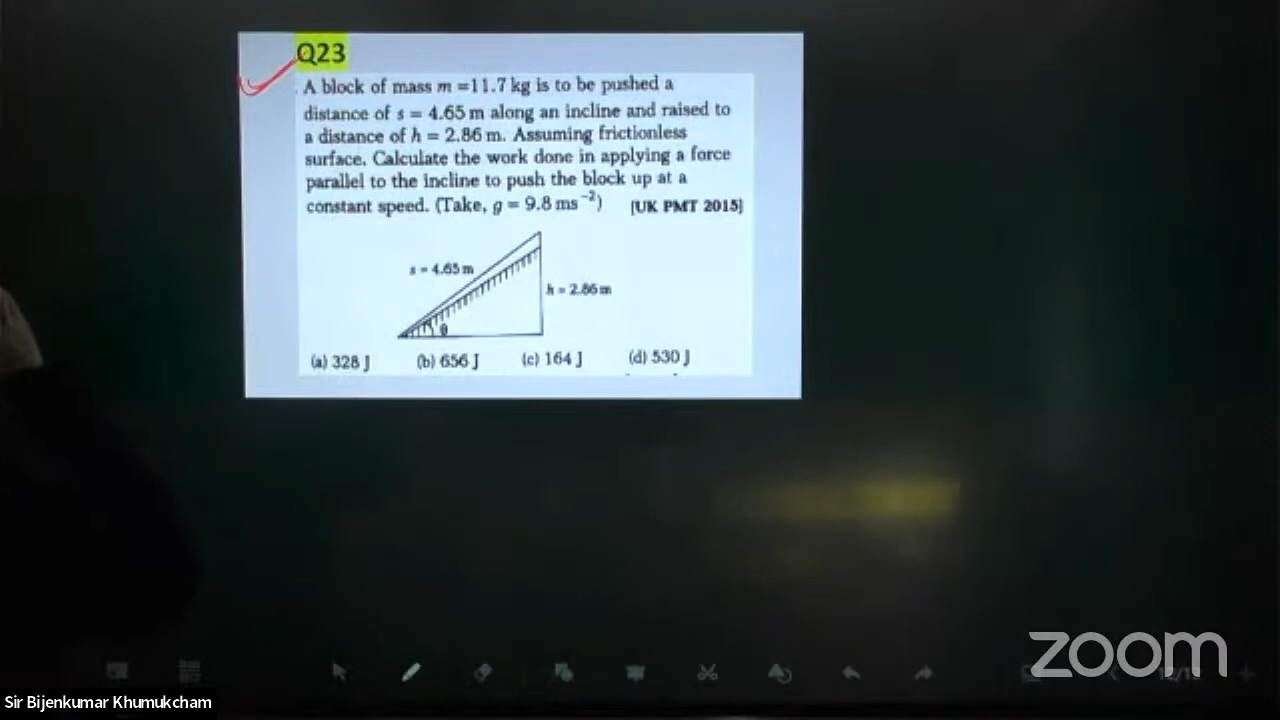 Q23
A block of mass m =11.7 kg is to be pushed a
distance of s = 4.65 m along an incline and raised to
a distance of h = 2.86 m. Assuming frictionless
surface. Calculate the work done in applying a force
parallel to the incline to push the block up at a
constant speed. (Take, g = 9.8 ms⁻²) [UK PMT 2015]
s = 4.65 m
h = 2.86 m
θ
(a) 328 J (b) 656 J (c) 164 J (d) 530 J
zoom
Sir Bijenkumar Khumukcham